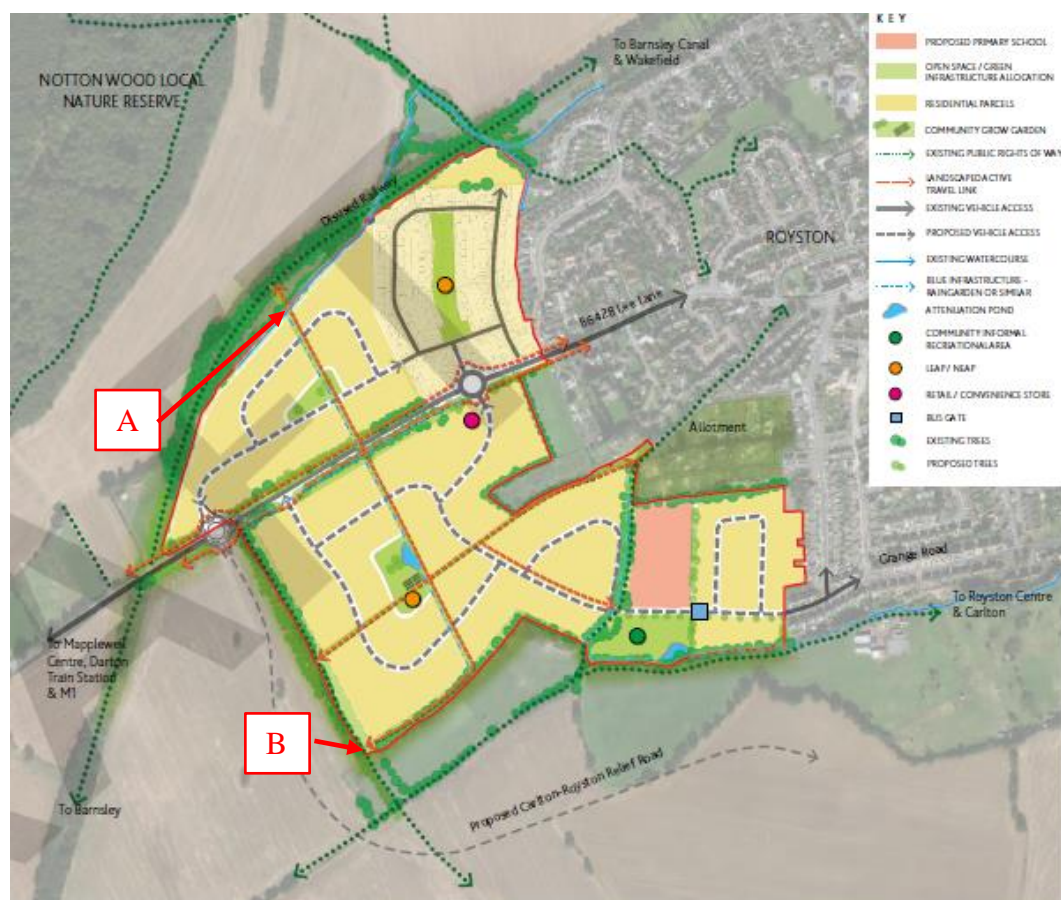 KEY
PROPOSED PRIMARY SCHOOL
OPEN SPACE / GREEN
INFRASTRUCTURE ALLOCATION
RESIDENTIAL PARCELS
COMMUNITY GROW GARDEN
EXISTING PUBLIC RIGHTS OF WAY
LANDSCAPED ACTIVE
TRAVEL LINK
EXISTING VEHICLE ACCESS
PROPOSED VEHICLE ACCESS
EXISTING WATERCOURSE
BLUE INFRASTRUCTURE -
RAINGARDEN OR SIMILAR
ATTENUATION POND
COMMUNITY INFORMAL
RECREATIONAL AREA
LEAP / NEAP
RETAIL / CONVENIENCE STORE
BUS GATE
EXISTING TREES
PROPOSED TREES
To Barnsley Canal
& Wakefield
NOTTON WOOD LOCAL
NATURE RESERVE
Disused Railway
ROYSTON
B6428 Lee Lane
A
Allotment
Grange Road
To Royston Centre
& Carlton
To Mapplewell
Centre, Darton
Train Station
& M1
B
Proposed Carlton-Royston Relief Road
To Barnsley